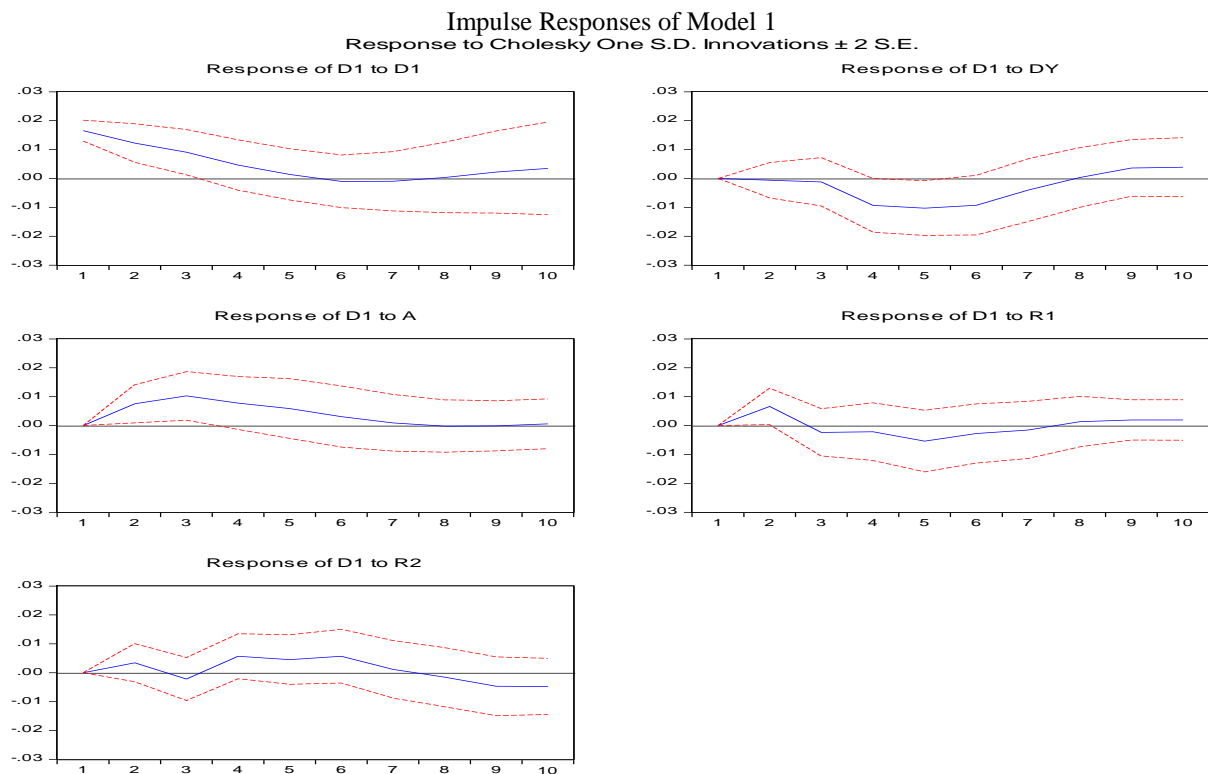 Impulse Responses of Model 1
Response to Cholesky One S.D. Innovations ± 2 S.E.
Response of D1 to D1
.03
.02
.01
.00
-.01
-.02
-.03
1 2 3 4 5 6 7 8 9 10
Response of D1 to DY
.03
.02
.01
.00
-.01
-.02
-.03
1 2 3 4 5 6 7 8 9 10
Response of D1 to A
.03
.02
.01
.00
-.01
-.02
-.03
1 2 3 4 5 6 7 8 9 10
Response of D1 to R1
.03
.02
.01
.00
-.01
-.02
-.03
1 2 3 4 5 6 7 8 9 10
Response of D1 to R2
.03
.02
.01
.00
-.01
-.02
-.03
1 2 3 4 5 6 7 8 9 10